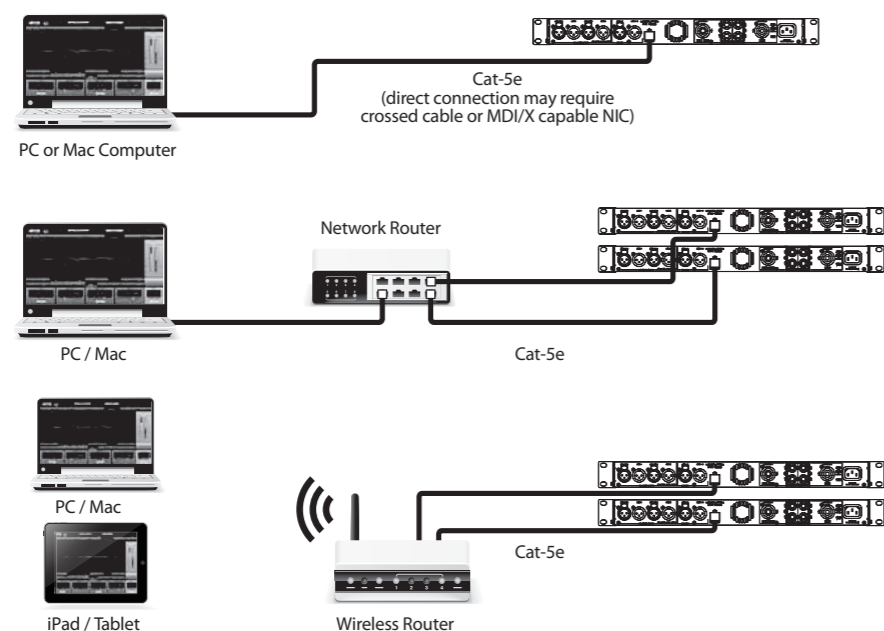 Cat-5e
(direct connection may require
crossed cable or MDI/X capable NIC)
PC or Mac Computer
Network Router
PC / Mac
Cat-5e
PC / Mac
Cat-5e
iPad / Tablet
Wireless Router